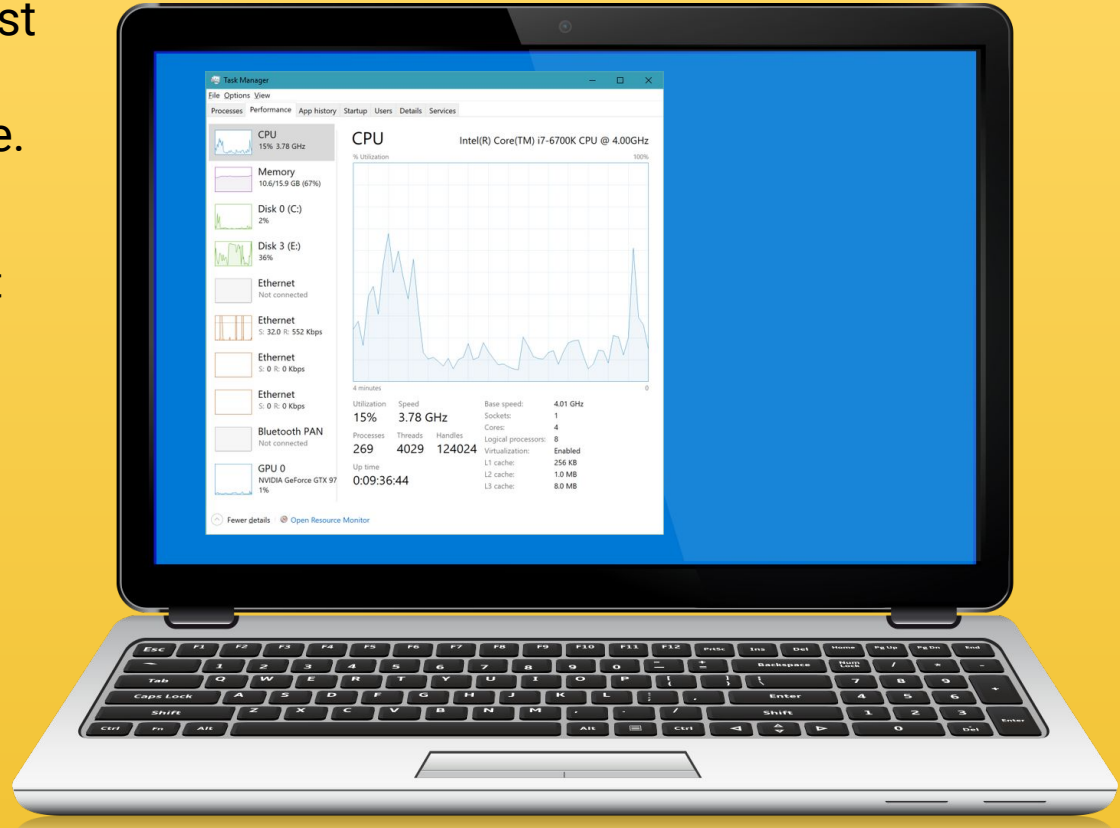 st
e.
t
Task Manager
File Options View
Processes Performance App history Startup Users Details Services
CPU
15% 3.78 GHz
Memory
10.6/15.9 GB (67%)
Disk 0 (C:)
2%
Disk 3 (E:)
36%
Ethernet
Not connected
Ethernet
S: 32.0 R: 552 Kbps
Ethernet
S: 0 R: 0 Kbps
Ethernet
S: 0 R: 0 Kbps
Bluetooth PAN
Not connected
GPU 0
NVIDIA GeForce GTX 97
1%
CPU Intel(R) Core(TM) i7-6700K CPU @ 4.00GHz
% Utilization 100%
4 minutes 0
Utilization Speed
15% 3.78 GHz
Processes Threads Handles
269 4029 124024
Up time
0:09:36:44
Base speed: 4.01 GHz
Sockets: 1
Cores: 4
Logical processors: 8
Virtualization: Enabled
L1 cache: 256 KB
L2 cache: 1.0 MB
L3 cache: 8.0 MB
Fewer details Open Resource Monitor
Esc F1 F2 F3 F4 F5 F6 F7 F8 F9 F10 F11 F12 PrtSc Ins Del Home Pg Up Pg Dn End
~ 1 2 3 4 5 6 7 8 9 0 Backspace Num Lock / * -
Tab Q W E R T Y U I O P 7 8 9 +
Caps Lock A S D F G H J K L Enter 4 5 6
Shift Z X C V B N M / Shift 1 2 3 Enter
Ctrl Fn Alt Alt Ctrl 0 Del